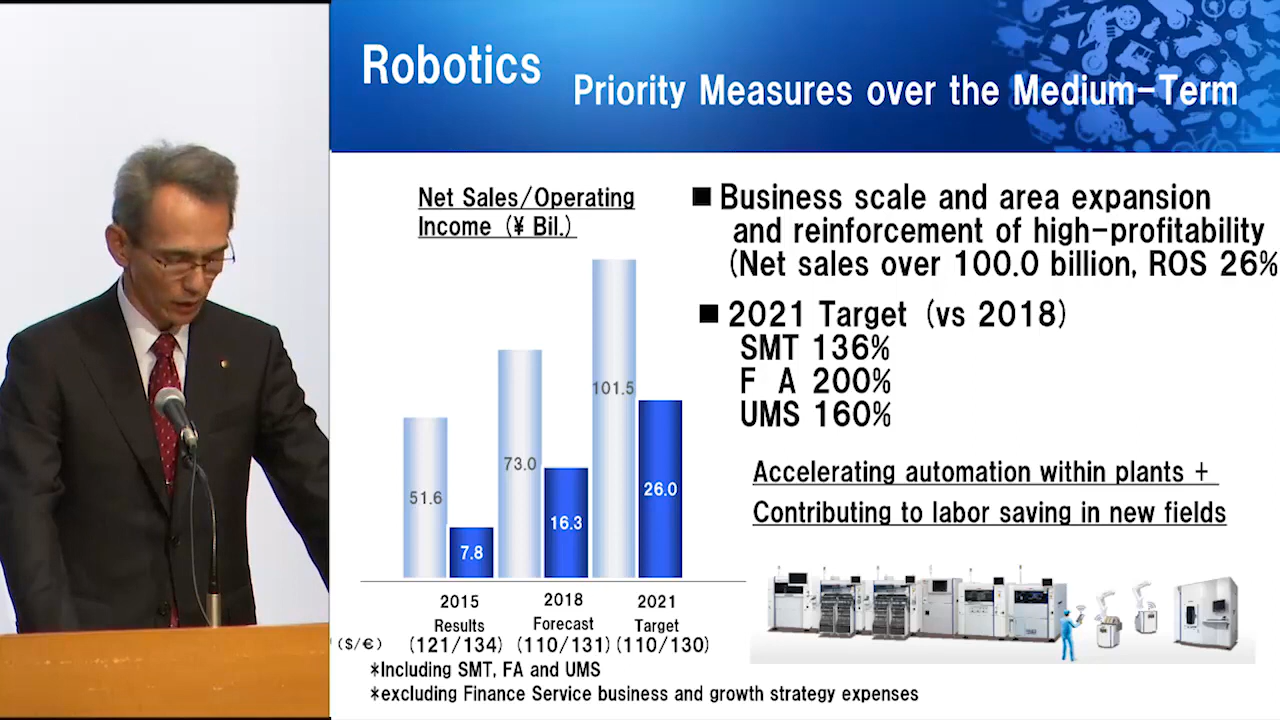 Robotics
Priority Measures over the Medium-Term
Net Sales/Operating
Income (¥ Bil.)
51.6
7.8
73.0
16.3
101.5
26.0
2015
Results
2018
Forecast
2021
Target
($/€)
(121/134)
(110/131)
(110/130)
*Including SMT, FA and UMS
*excluding Finance Service business and growth strategy expenses
■ Business scale and area expansion
and reinforcement of high-profitability
(Net sales over 100.0 billion, ROS 26%
■ 2021 Target (vs 2018)
SMT 136%
F A 200%
UMS 160%
Accelerating automation within plants +
Contributing to labor saving in new fields